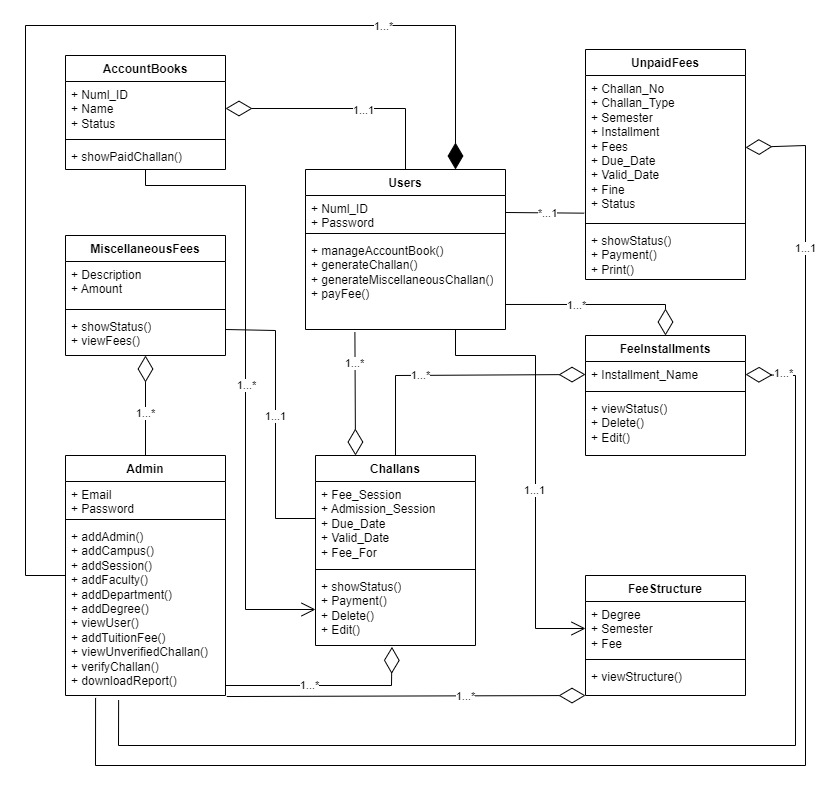 1...*
AccountBooks
+ Numl_ID
+ Name
+ Status
+ showPaidChallan()
1...1
UnpaidFees
+ Challan_No
+ Challan_Type
+ Semester
+ Installment
+ Fees
+ Due_Date
+ Valid_Date
+ Fine
+ Status
+ showStatus()
+ Payment()
+ Print()
Users
+ Numl_ID
+ Password
+ manageAccountBook()
+ generateChallan()
+ generateMiscellaneousChallan()
+ payFee()
*...1
1...1
MiscellaneousFees
+ Description
+ Amount
+ showStatus()
+ viewFees()
1...*
FeeInstallments
+ Installment_Name
+ viewStatus()
+ Delete()
+ Edit()
1...*
1...*
1...*
1...*
1...*
1...1
Admin
+ Email
+ Password
+ addAdmin()
+ addCampus()
+ addSession()
+ addFaculty()
+ addDepartment()
+ addDegree()
+ viewUser()
+ addTuitionFee()
+ viewUnverifiedChallan()
+ verifyChallan()
+ downloadReport()
Challans
+ Fee_Session
+ Admission_Session
+ Due_Date
+ Valid_Date
+ Fee_For
+ showStatus()
+ Payment()
+ Delete()
+ Edit()
1...1
FeeStructure
+ Degree
+ Semester
+ Fee
+ viewStructure()
1...*
1...*